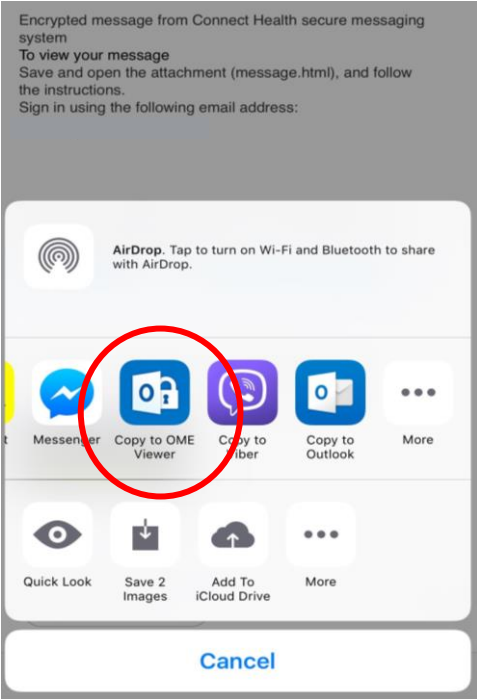 Encrypted message from Connect Health secure messaging
system
To view your message
Save and open the attachment (message.html), and follow
the instructions.
Sign in using the following email address:
AirDrop. Tap to turn on Wi-Fi and Bluetooth to share
with AirDrop.
t Messenger Copy to OME Copy to Copy to More
Viewer Viber Outlook
Quick Look Save 2 Add To More
Images iCloud Drive
Cancel